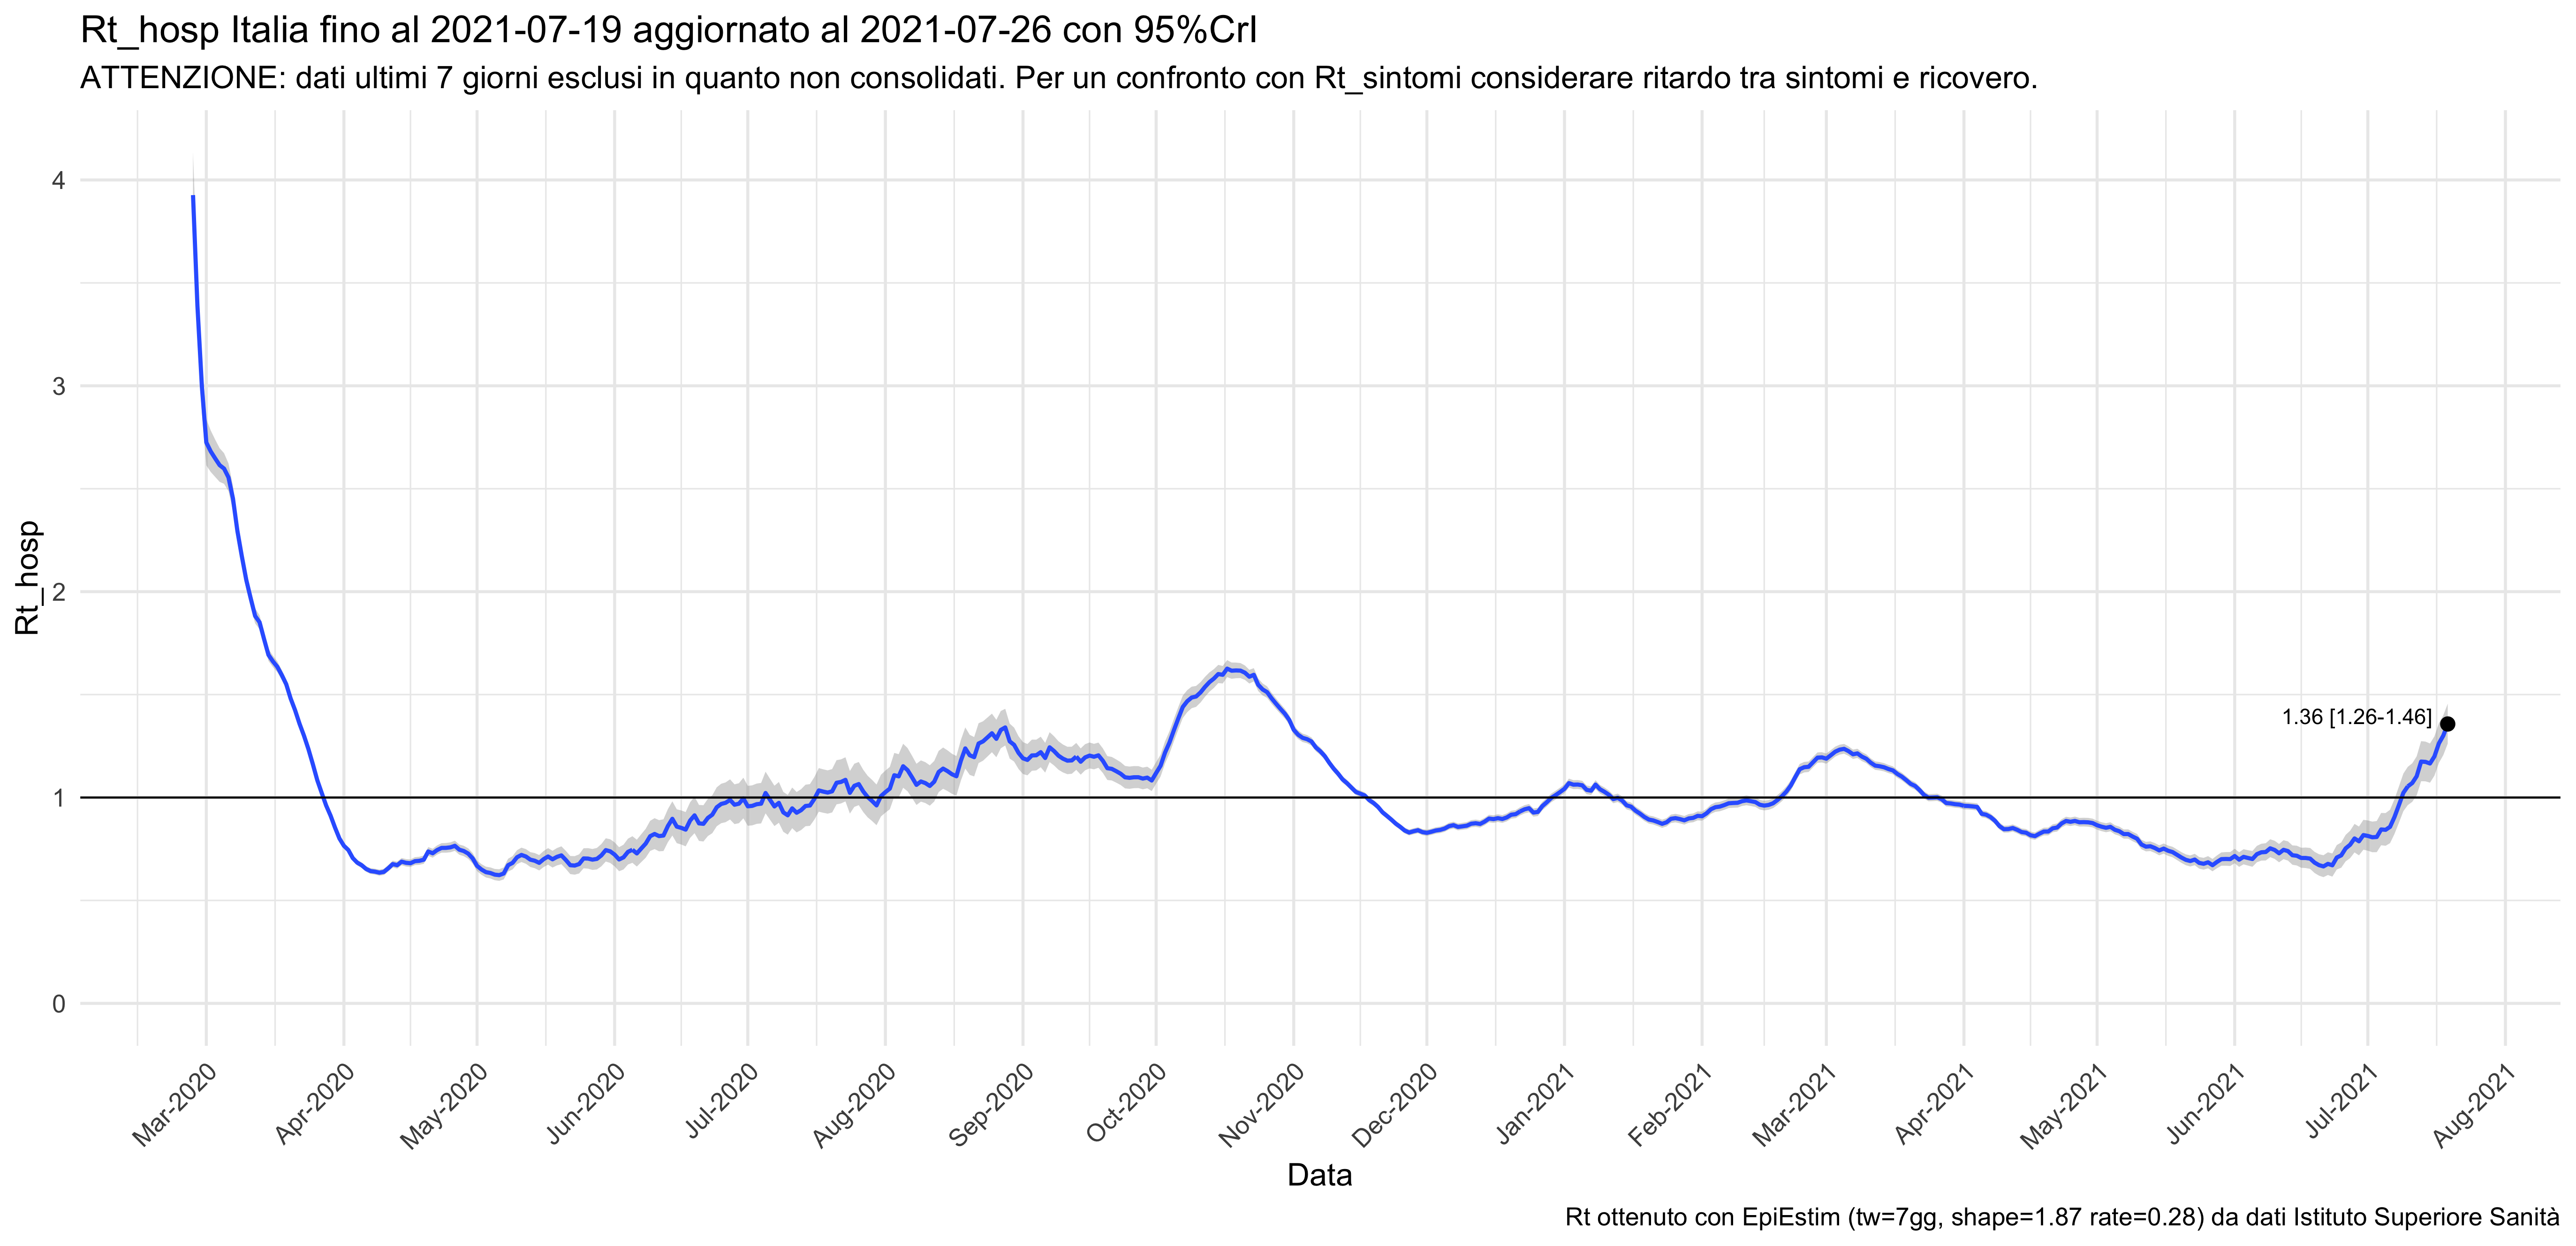 Rt_hosp Italia fino al 2021-07-19 aggiornato al 2021-07-26 con 95%CrI
ATTENZIONE: dati ultimi 7 giorni esclusi in quanto non consolidati. Per un confronto con Rt_sintomi considerare ritardo tra sintomi e ricovero.
Rt_hosp
4
3
2
1
0
1.36 [1.26-1.46]
Mar-2020
Apr-2020
May-2020
Jun-2020
Jul-2020
Aug-2020
Sep-2020
Oct-2020
Nov-2020
Dec-2020
Jan-2021
Feb-2021
Mar-2021
Apr-2021
May-2021
Jun-2021
Jul-2021
Aug-2021
Data
Rt ottenuto con EpiEstim (tw=7gg, shape=1.87 rate=0.28) da dati Istituto Superiore Sanità